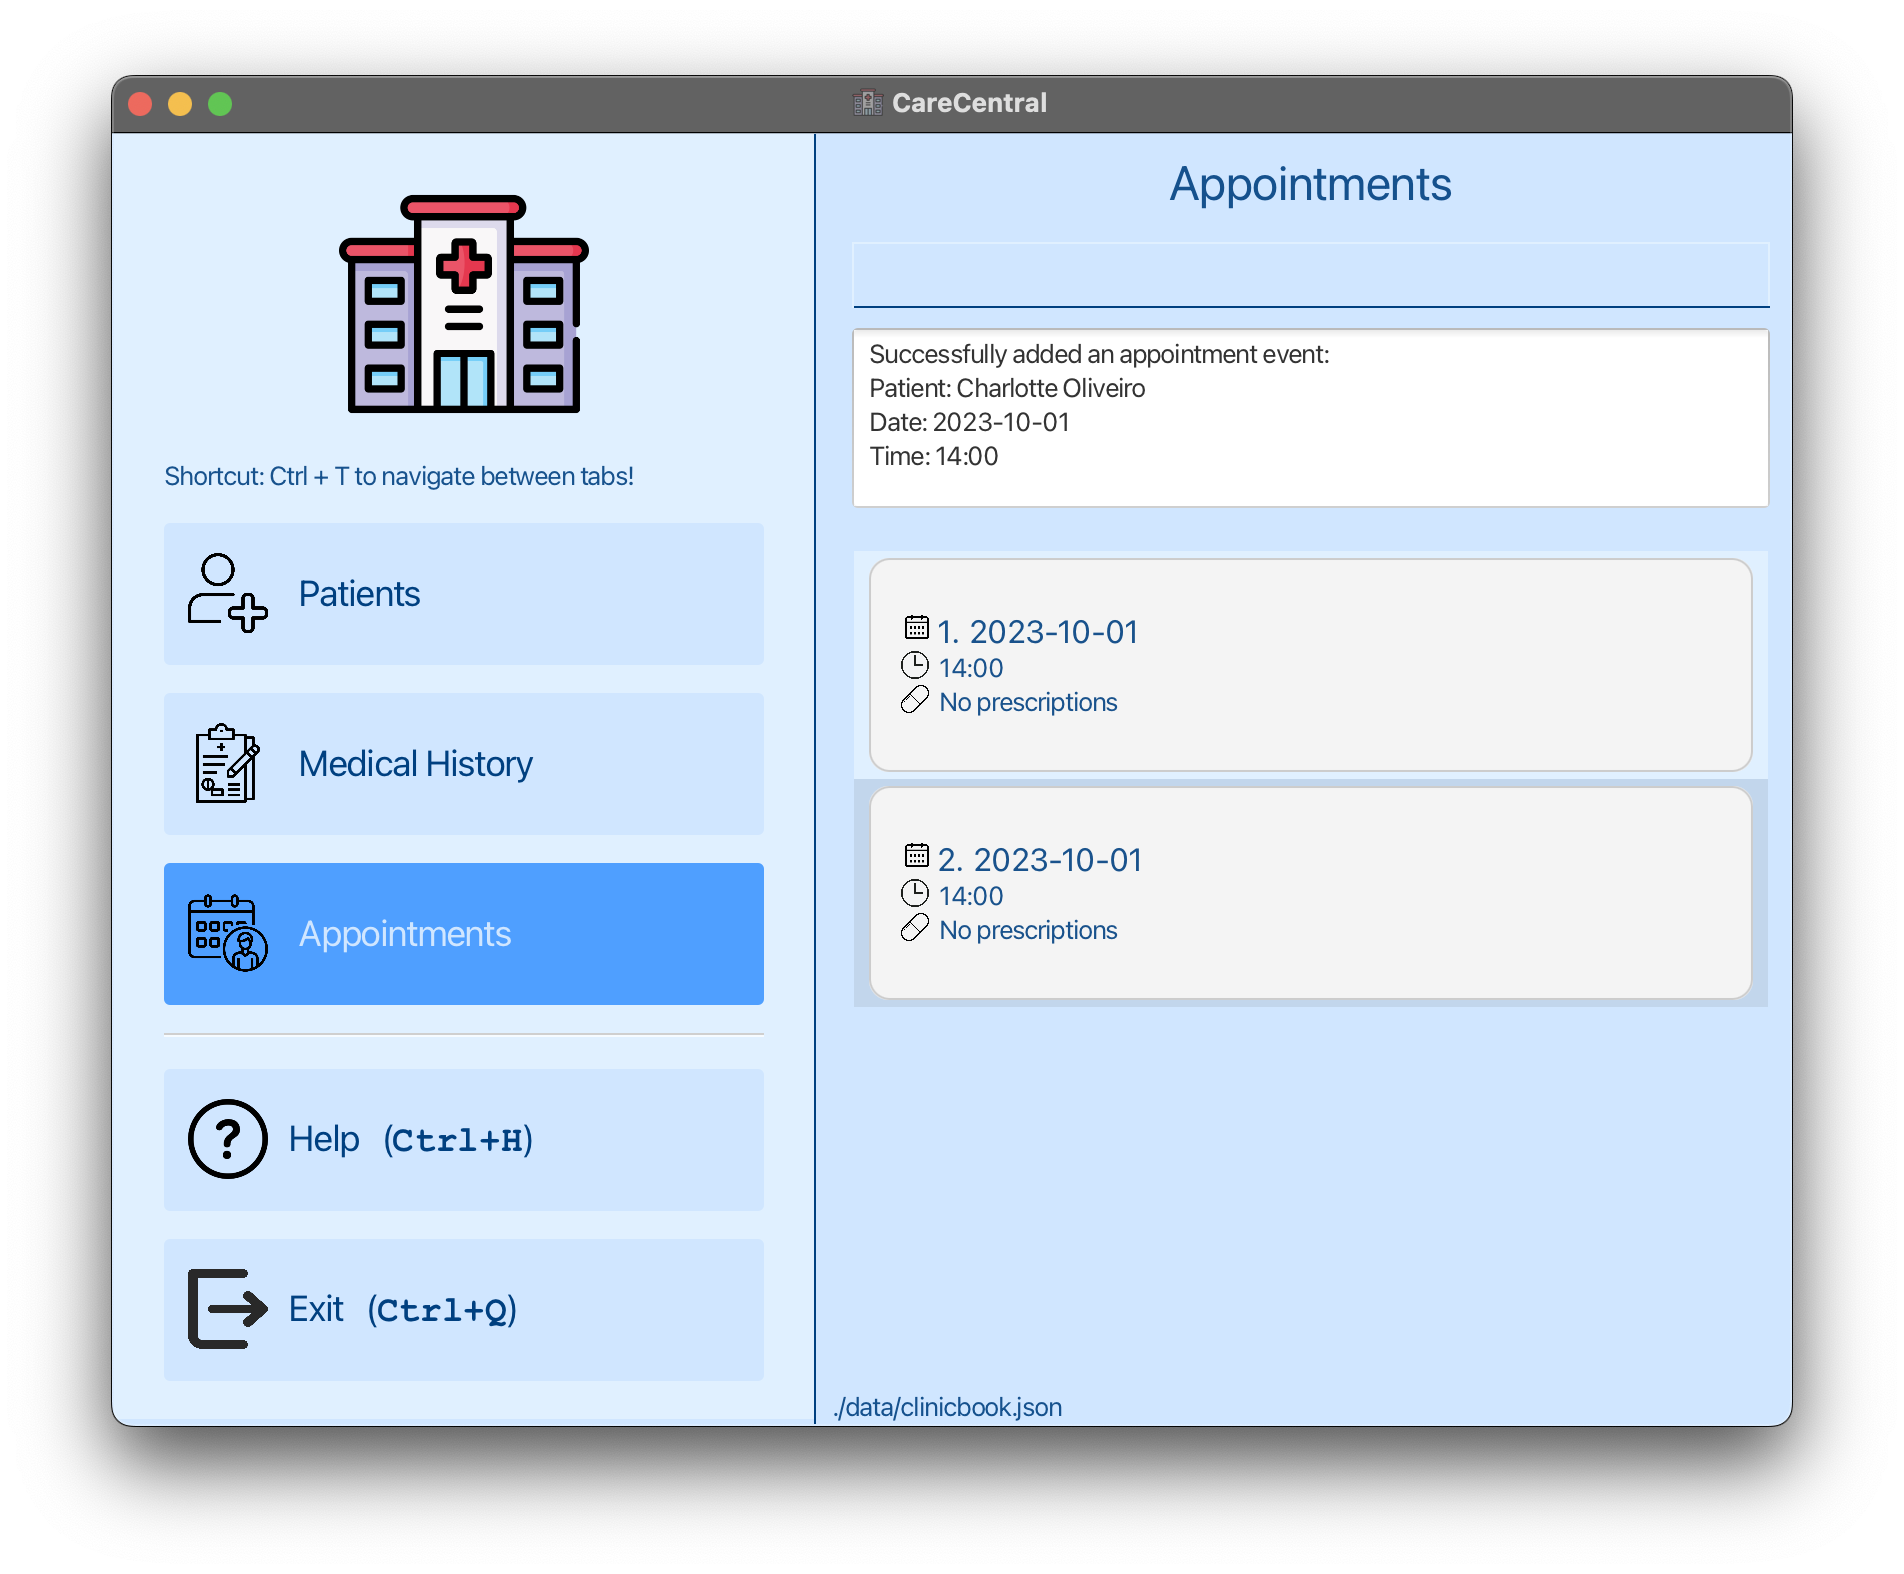 CareCentral
Shortcut: Ctrl + T to navigate between tabs!
Patients
Medical History
Appointments
Help (Ctrl+H)
Exit (Ctrl+Q)
Appointments
Successfully added an appointment event:
Patient: Charlotte Oliveiro
Date: 2023-10-01
Time: 14:00
1. 2023-10-01
14:00
No prescriptions
2. 2023-10-01
14:00
No prescriptions
./data/clinicbook.json